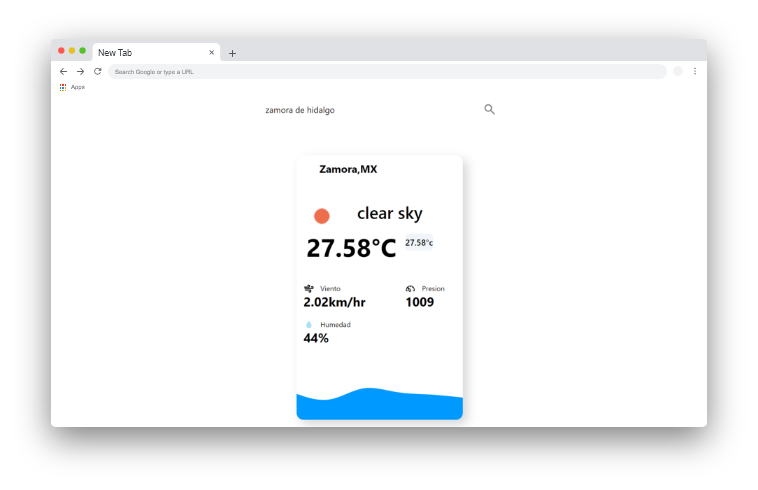 New Tab
Search Google or type a URL
Apps
zamora de hidalgo
Zamora,MX
clear sky
27.58°C 27.58°c
Viento Presion
2.02km/hr 1009
Humedad
44%